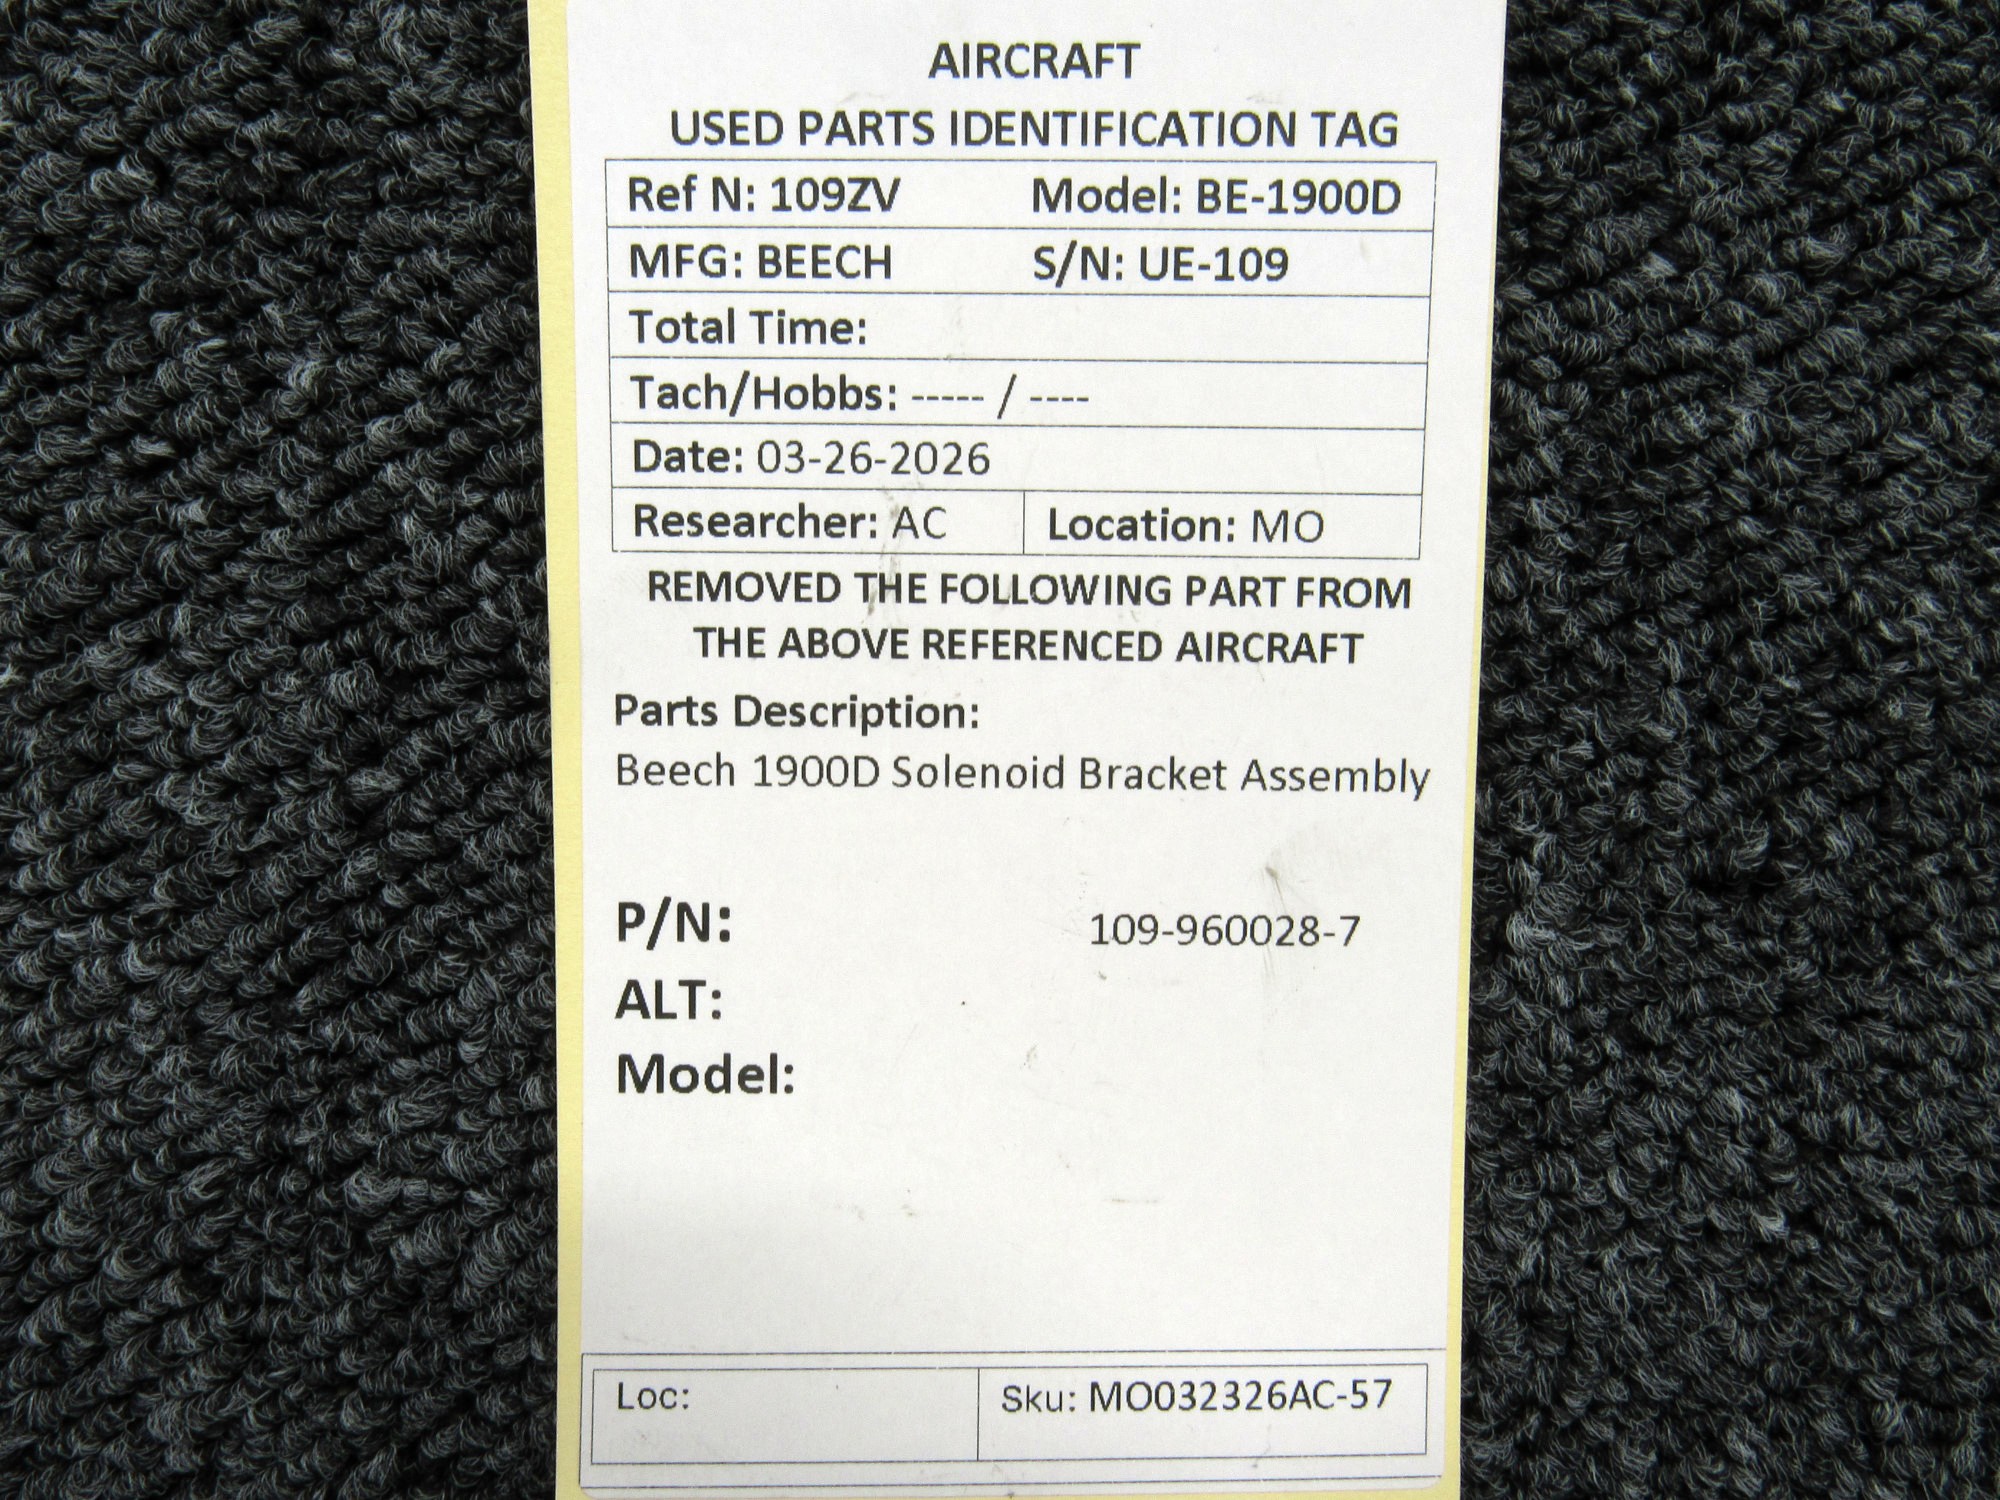 AIRCRAFT
USED PARTS IDENTIFICATION TAG
Ref N: 109ZV Model: BE-1900D
MFG: BEECH S/N: UE-109
Total Time:
Tach/Hobbs: ----- / ----
Date: 03-26-2026
Researcher: AC Location: MO
REMOVED THE FOLLOWING PART FROM
THE ABOVE REFERENCED AIRCRAFT
Parts Description:
Beech 1900D Solenoid Bracket Assembly
P/N: 109-960028-7
ALT:
Model:
Loc: Sku: MO032326AC-57